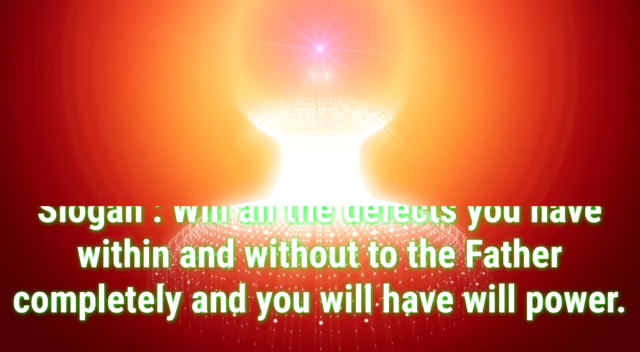 Slogan : Will all the defects you have
within and without to the Father
completely and you will have will power.